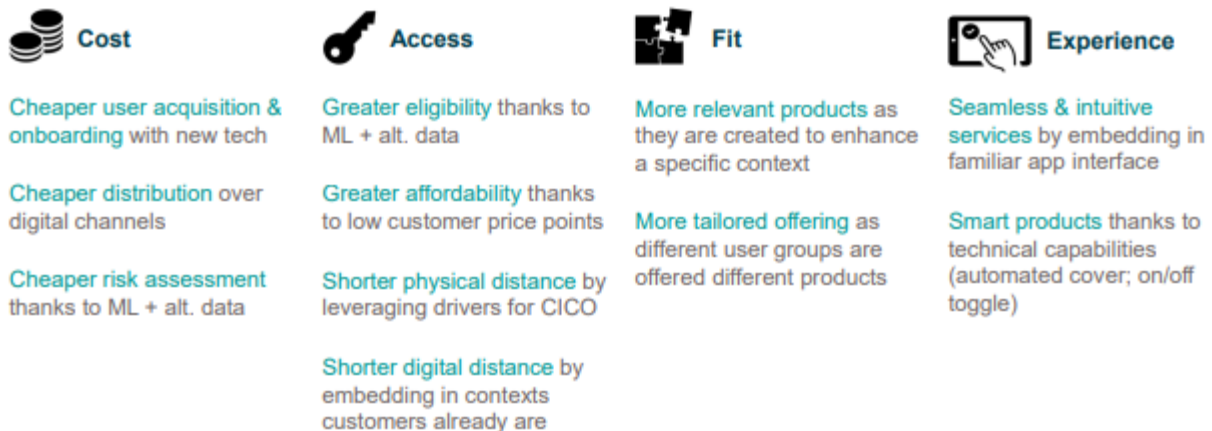 Cost
Cheaper user acquisition &
onboarding with new tech
Cheaper distribution over
digital channels
Cheaper risk assessment
thanks to ML + alt. data
Access
Greater eligibility thanks to
ML + alt. data
Greater affordability thanks
to low customer price points
Shorter physical distance by
leveraging drivers for CICO
Shorter digital distance by
embedding in contexts
customers already are
Fit
More relevant products as
they are created to enhance
a specific context
More tailored offering as
different user groups are
offered different products
Experience
Seamless & intuitive
services by embedding in
familiar app interface
Smart products thanks to
technical capabilities
(automated cover; on/off
toggle)